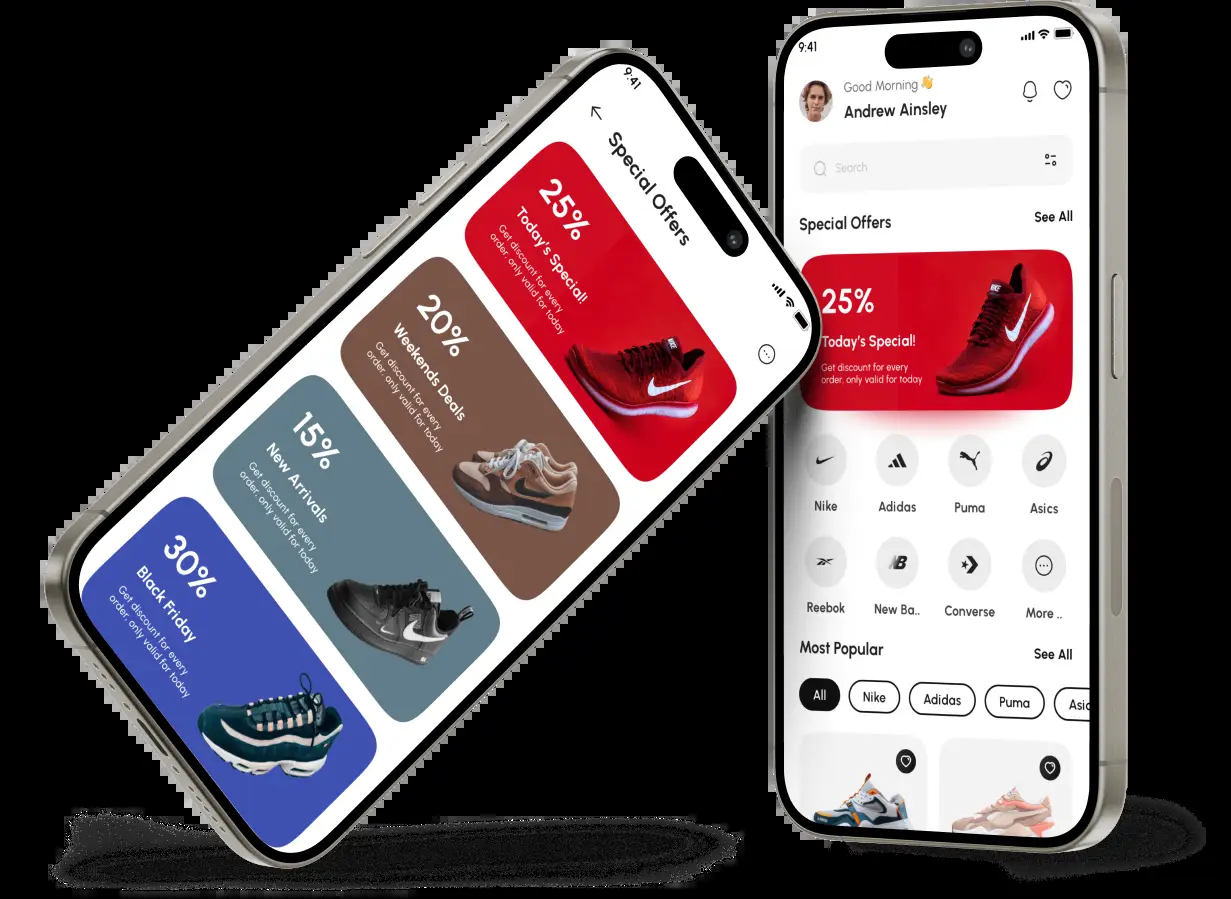 9:41
Special Offers
25%
Today's Special!
Get discount for every
order, only valid for today
20%
Weekends Deals
Get discount for every
order, only valid for today
15%
New Arrivals
Get discount for every
order, only valid for today
30%
Black Friday
Get discount for every
order, only valid for today
9:41
Good Morning 👋
Andrew Ainsley
Search
Special Offers See All
25%
Today's Special!
Get discount for every
order, only valid for today
NIKE
Nike Adidas Puma Asics
NB
Reebok New Ba.. Converse More ..
Most Popular See All
All Nike Adidas Puma Asic